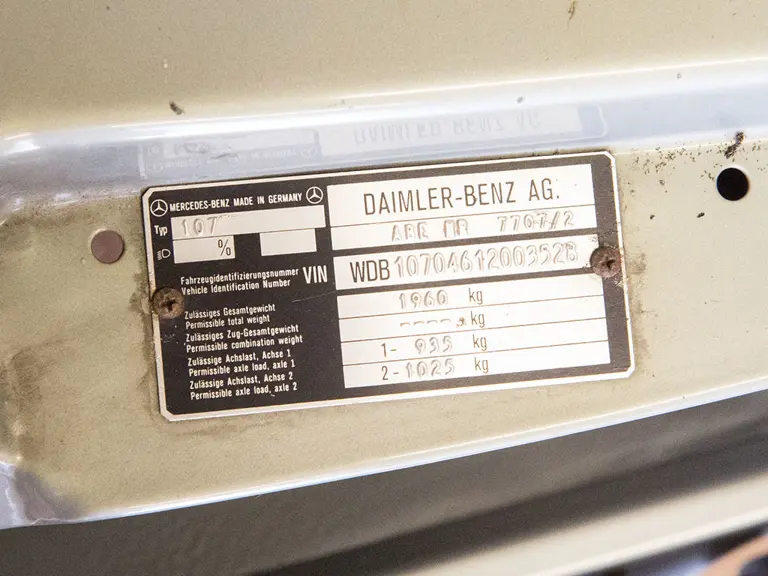 MERCEDES-BENZ MADE IN GERMANY
Typ 107
%
DAIMLER-BENZ AG.
ABE NR 7707/2
Fahrzeugidentifizierungsnummer
Vehicle Identification Number
VIN
WDB 10704612003528
Zulässiges Gesamtgewicht
Permissible total weight
1960 kg
Zulässiges Zug-Gesamtgewicht
Permissible combination weight
---- kg
Zulässige Achslast, Achse 1
Permissible axle load, axle 1
1- 935 kg
Zulässige Achslast, Achse 2
Permissible axle load, axle 2
2- 1025 kg